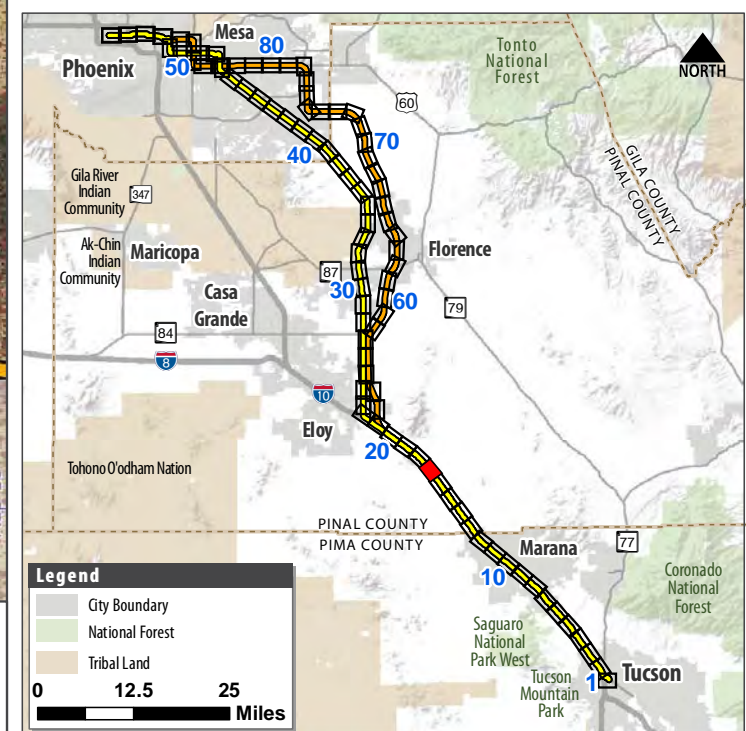 Mesa
80
Tonto
National
Forest
NORTH
Phoenix
50
60
70
40
GILA COUNTY
PINAL COUNTY
Gila River
Indian
Community
347
Ak-Chin
Indian
Community
Maricopa
Florence
87
30
60
Casa
Grande
79
84
8
10
Eloy
20
Tohono O'odham Nation
PINAL COUNTY
PIMA COUNTY
Marana
77
10
Coronado
National
Forest
Saguaro
National
Park West
Tucson
Mountain
Park
1
Tucson
Legend
City Boundary
National Forest
Tribal Land
0 12.5 25
Miles